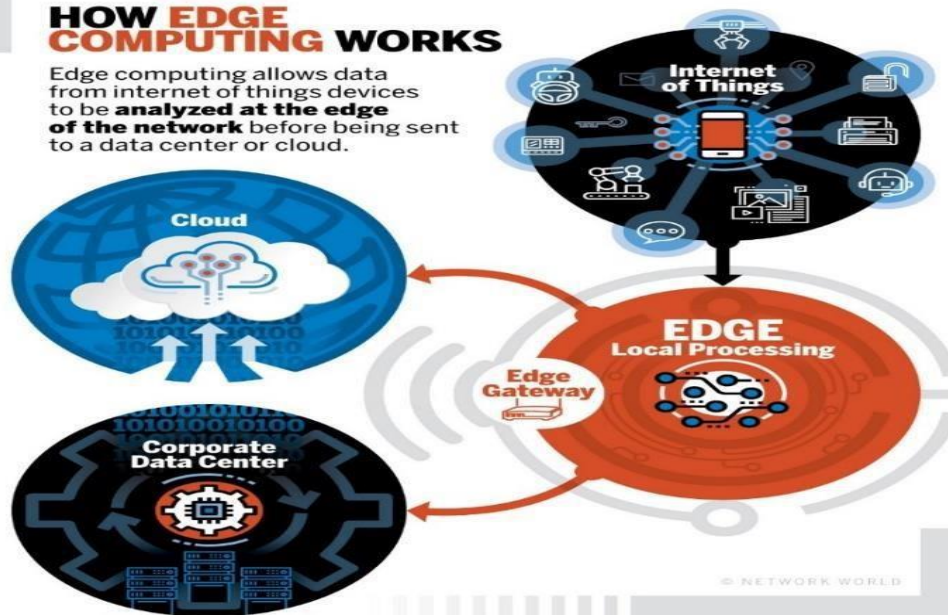 HOW EDGE
COMPUTING WORKS
Edge computing allows data
from internet of things devices
to be analyzed at the edge
of the network before being sent
to a data center or cloud.
Internet
of Things
Cloud
EDGE
Local Processing
Edge
Gateway
Corporate
Data Center
101010010100
© NETWORK WORLD